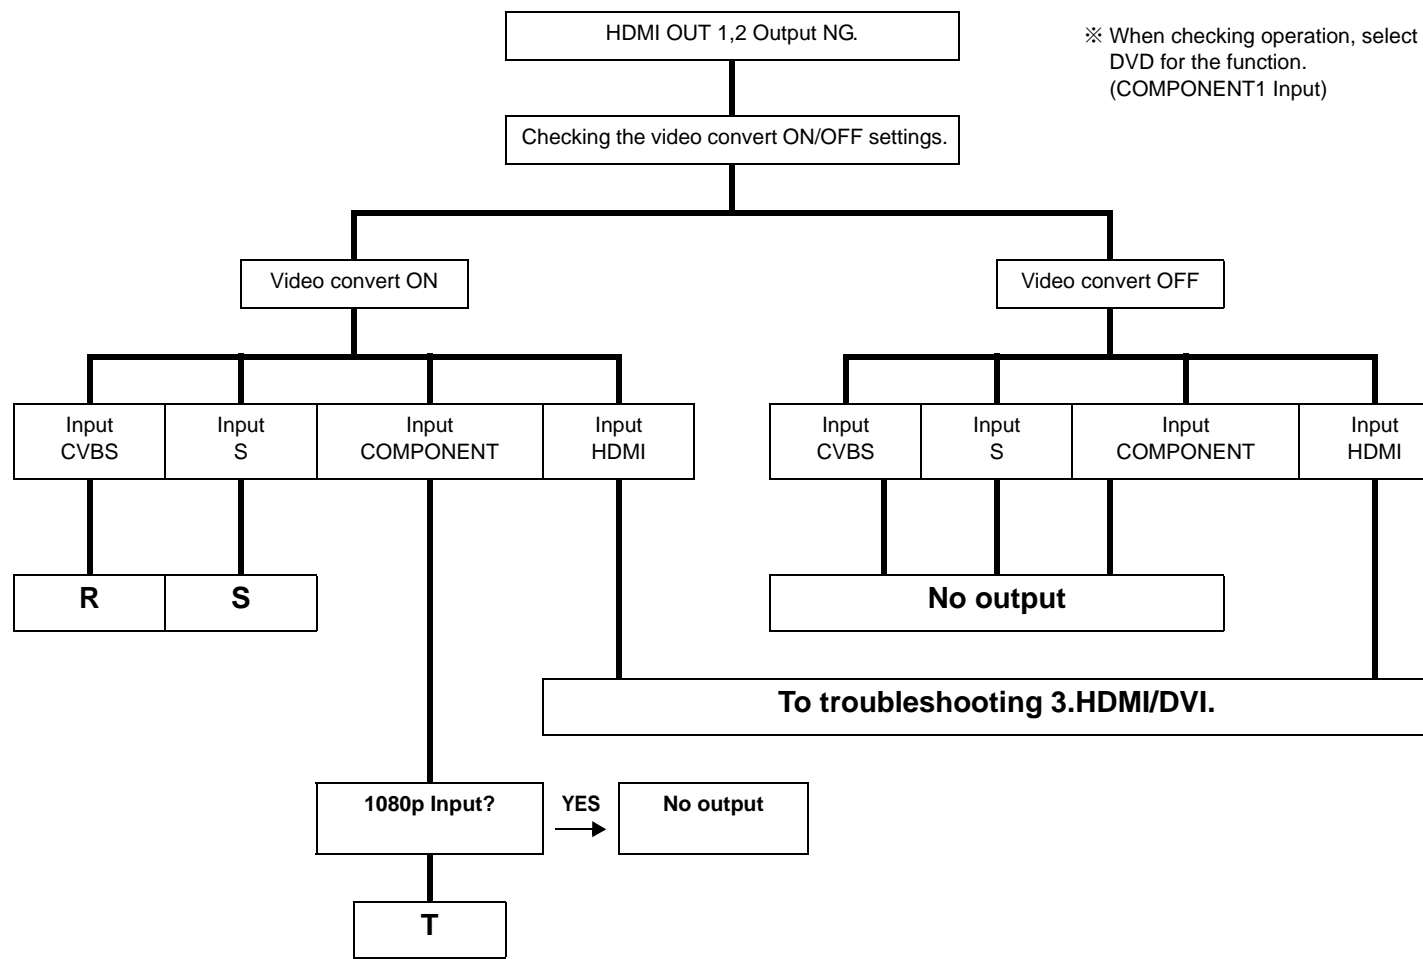 HDMI OUT 1,2 Output NG.
※ When checking operation, select
DVD for the function.
(COMPONENT1 Input)
Checking the video convert ON/OFF settings.
Video convert ON
Video convert OFF
Input
CVBS
Input
S
Input
COMPONENT
Input
HDMI
Input
CVBS
Input
S
Input
COMPONENT
Input
HDMI
R
S
No output
To troubleshooting 3.HDMI/DVI.
1080p Input?
YES
No output
T